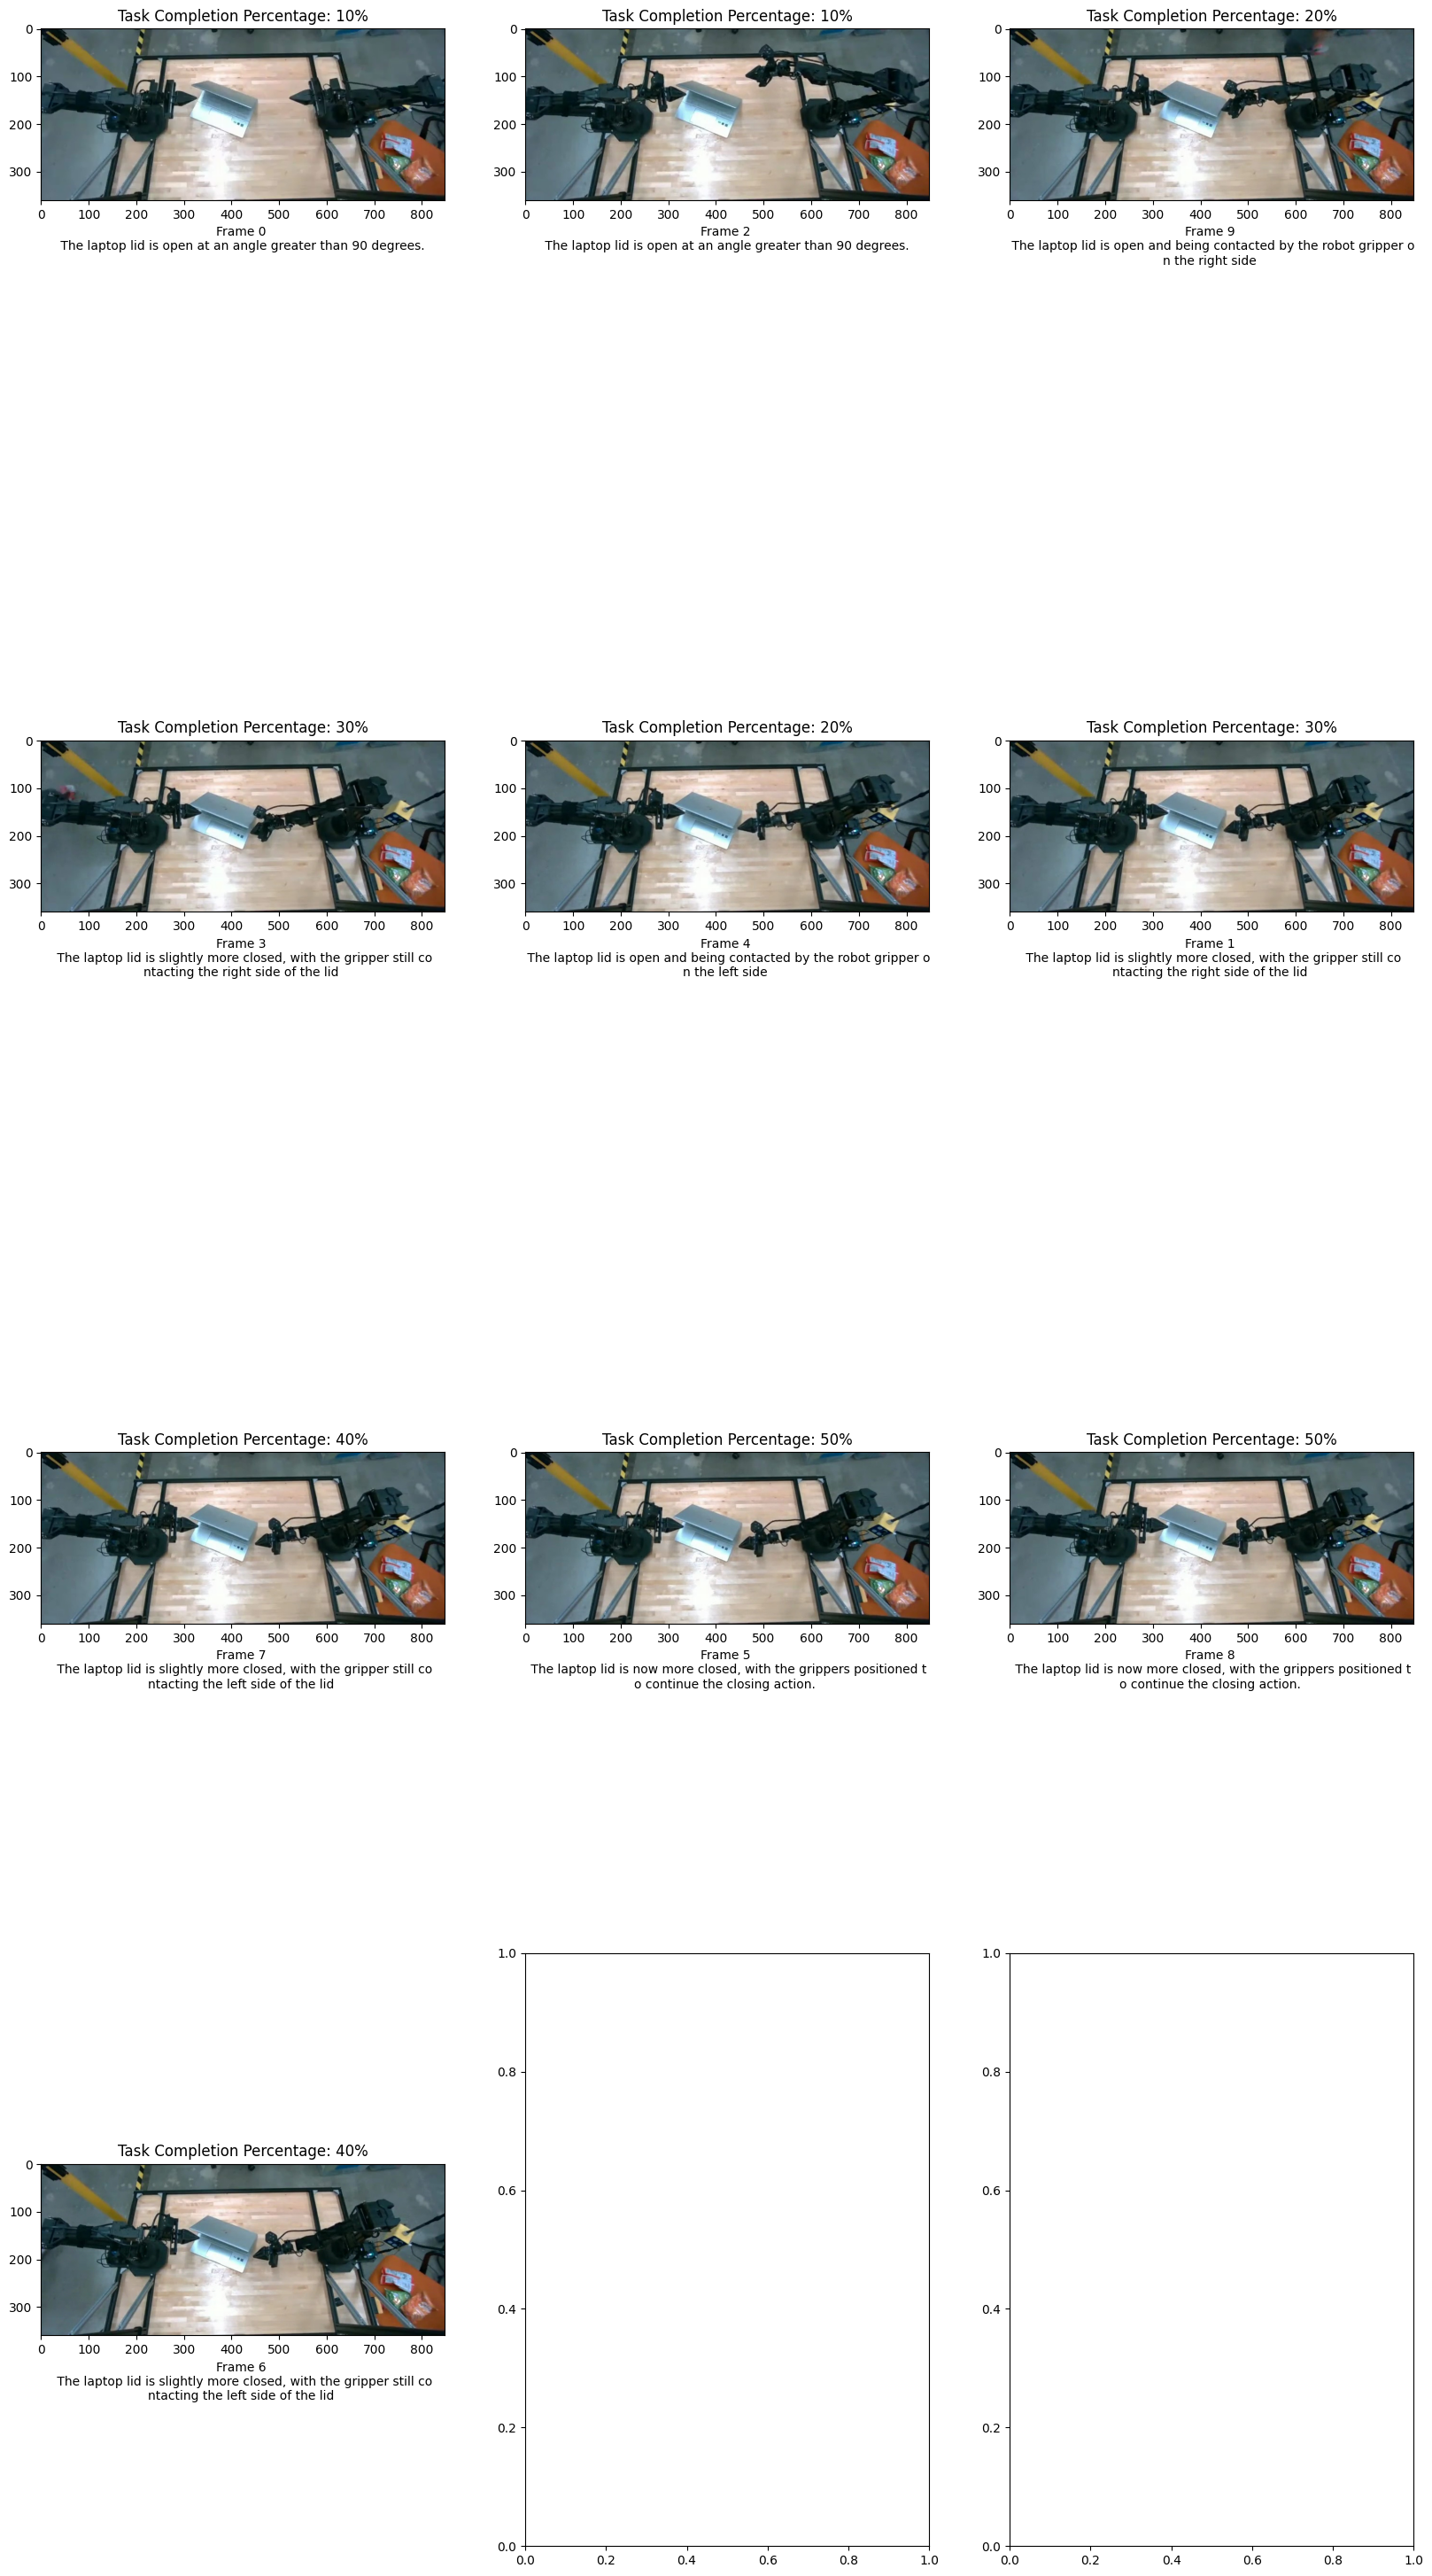 Task Completion Percentage: 10%
0
100
200
300
0 100 200 300 400 500 600 700 800
Frame 0
The laptop lid is open at an angle greater than 90 degrees.
Task Completion Percentage: 10%
0
100
200
300
0 100 200 300 400 500 600 700 800
Frame 2
The laptop lid is open at an angle greater than 90 degrees.
Task Completion Percentage: 20%
0
100
200
300
0 100 200 300 400 500 600 700 800
Frame 9
The laptop lid is open and being contacted by the robot gripper o
n the right side
Task Completion Percentage: 30%
0
100
200
300
0 100 200 300 400 500 600 700 800
Frame 3
The laptop lid is slightly more closed, with the gripper still co
ntacting the right side of the lid
Task Completion Percentage: 20%
0
100
200
300
0 100 200 300 400 500 600 700 800
Frame 4
The laptop lid is open and being contacted by the robot gripper o
n the left side
Task Completion Percentage: 30%
0
100
200
300
0 100 200 300 400 500 600 700 800
Frame 1
The laptop lid is slightly more closed, with the gripper still co
ntacting the right side of the lid
Task Completion Percentage: 40%
0
100
200
300
0 100 200 300 400 500 600 700 800
Frame 7
The laptop lid is slightly more closed, with the gripper still co
ntacting the left side of the lid
Task Completion Percentage: 50%
0
100
200
300
0 100 200 300 400 500 600 700 800
Frame 5
The laptop lid is now more closed, with the grippers positioned t
o continue the closing action.
Task Completion Percentage: 50%
0
100
200
300
0 100 200 300 400 500 600 700 800
Frame 8
The laptop lid is now more closed, with the grippers positioned t
o continue the closing action.
Task Completion Percentage: 40%
0
100
200
300
0 100 200 300 400 500 600 700 800
Frame 6
The laptop lid is slightly more closed, with the gripper still co
ntacting the left side of the lid
1.0
0.8
0.6
0.4
0.2
0.0
0.0 0.2 0.4 0.6 0.8 1.0
1.0
0.8
0.6
0.4
0.2
0.0
0.0 0.2 0.4 0.6 0.8 1.0